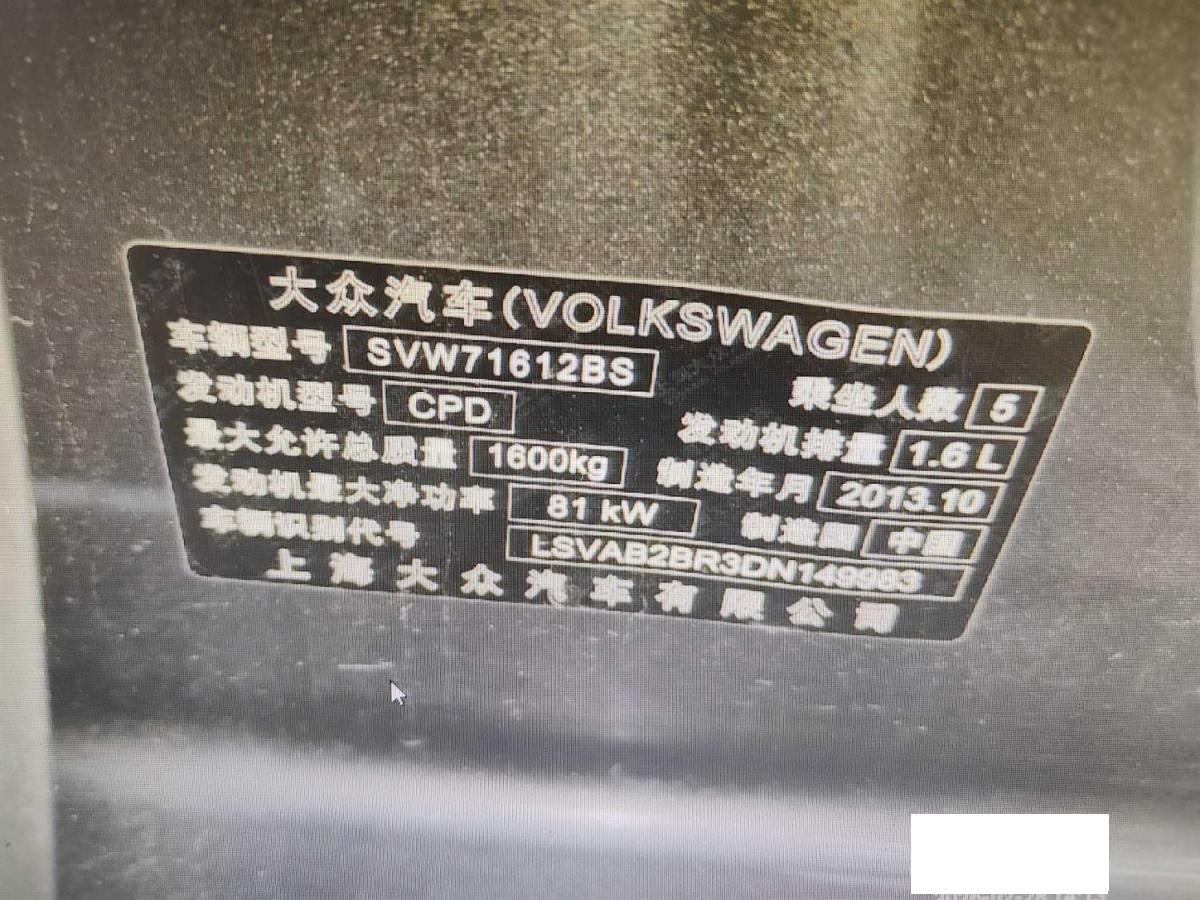 大众汽车(VOLKSWAGEN)
车辆型号 SVW71612BS 乘坐人数 5
发动机型号 CPD 发动机排量 1.6 L
最大允许总质量 1600kg 制造年月 2013.10
发动机最大净功率 81 kW 制造国 中国
车辆识别代号 LSVAB2BR3DN149983
上海大众汽车有限公司